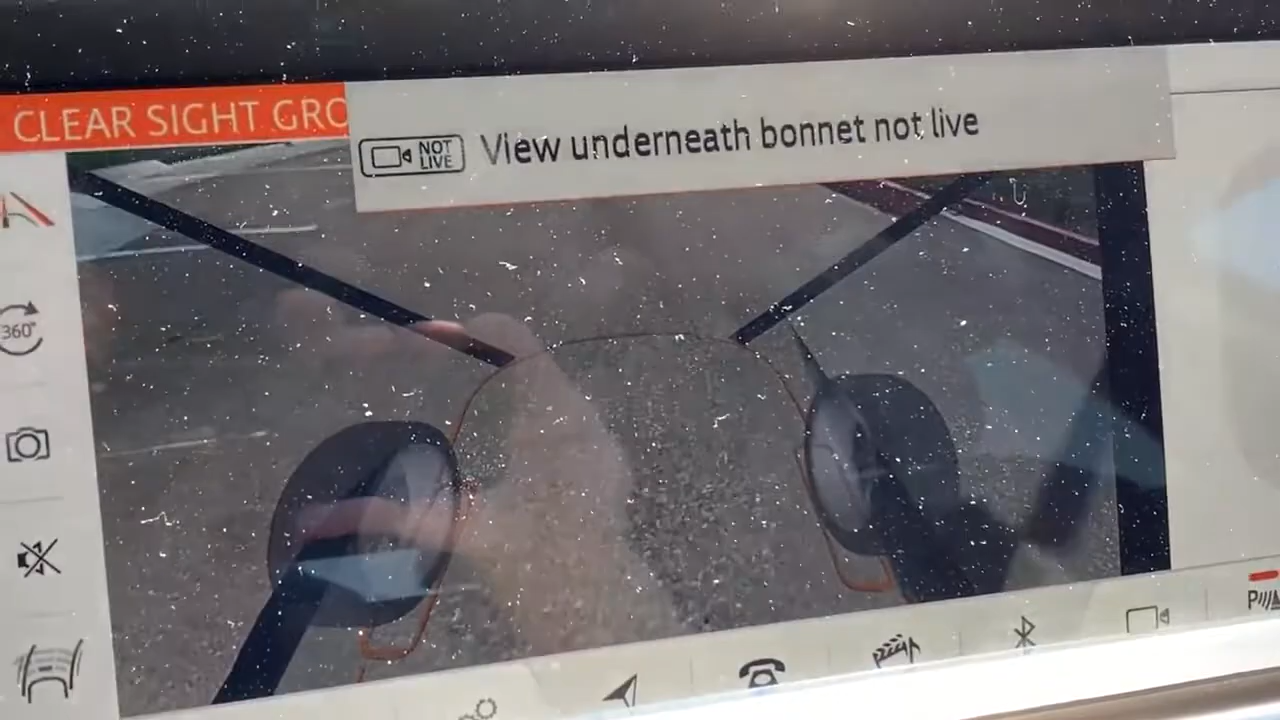 CLEAR SIGHT GRO
NOT
LIVE
View underneath bonnet not live
360°
P